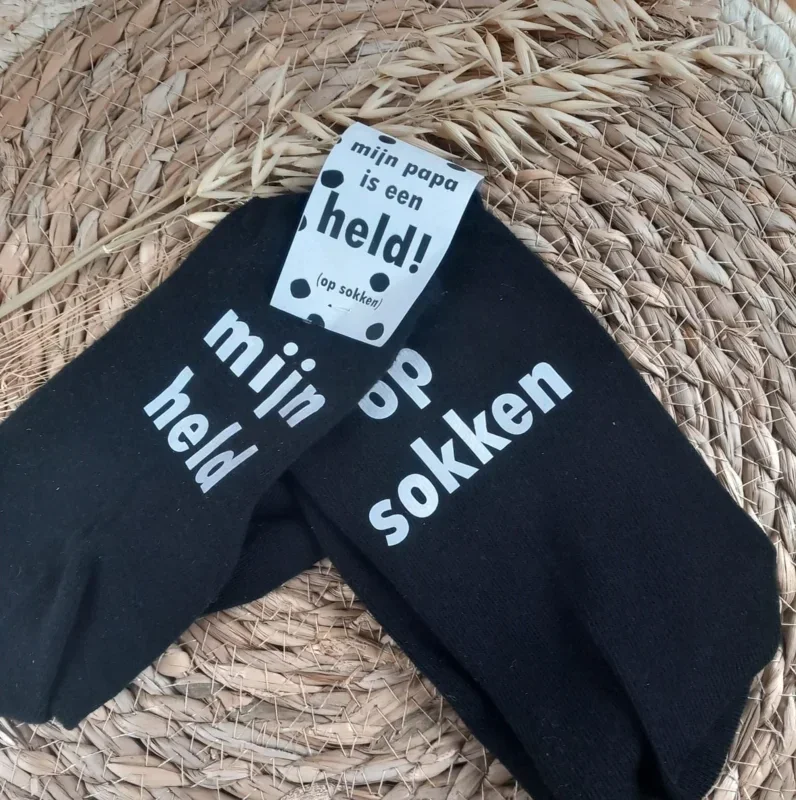 mijn papa
is een
held!
(op sokken)
mijn
held
op
sokken